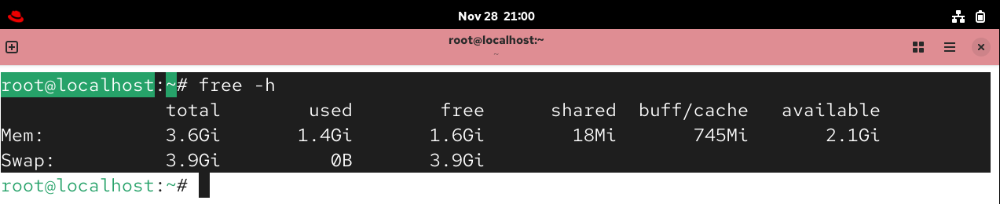 Nov 28 21:00
root@localhost:~
~
root@localhost:~# free -h
               total        used        free      shared  buff/cache   available
Mem:           3.6Gi       1.4Gi       1.6Gi        18Mi       745Mi       2.1Gi
Swap:          3.9Gi          0B       3.9Gi
root@localhost:~#